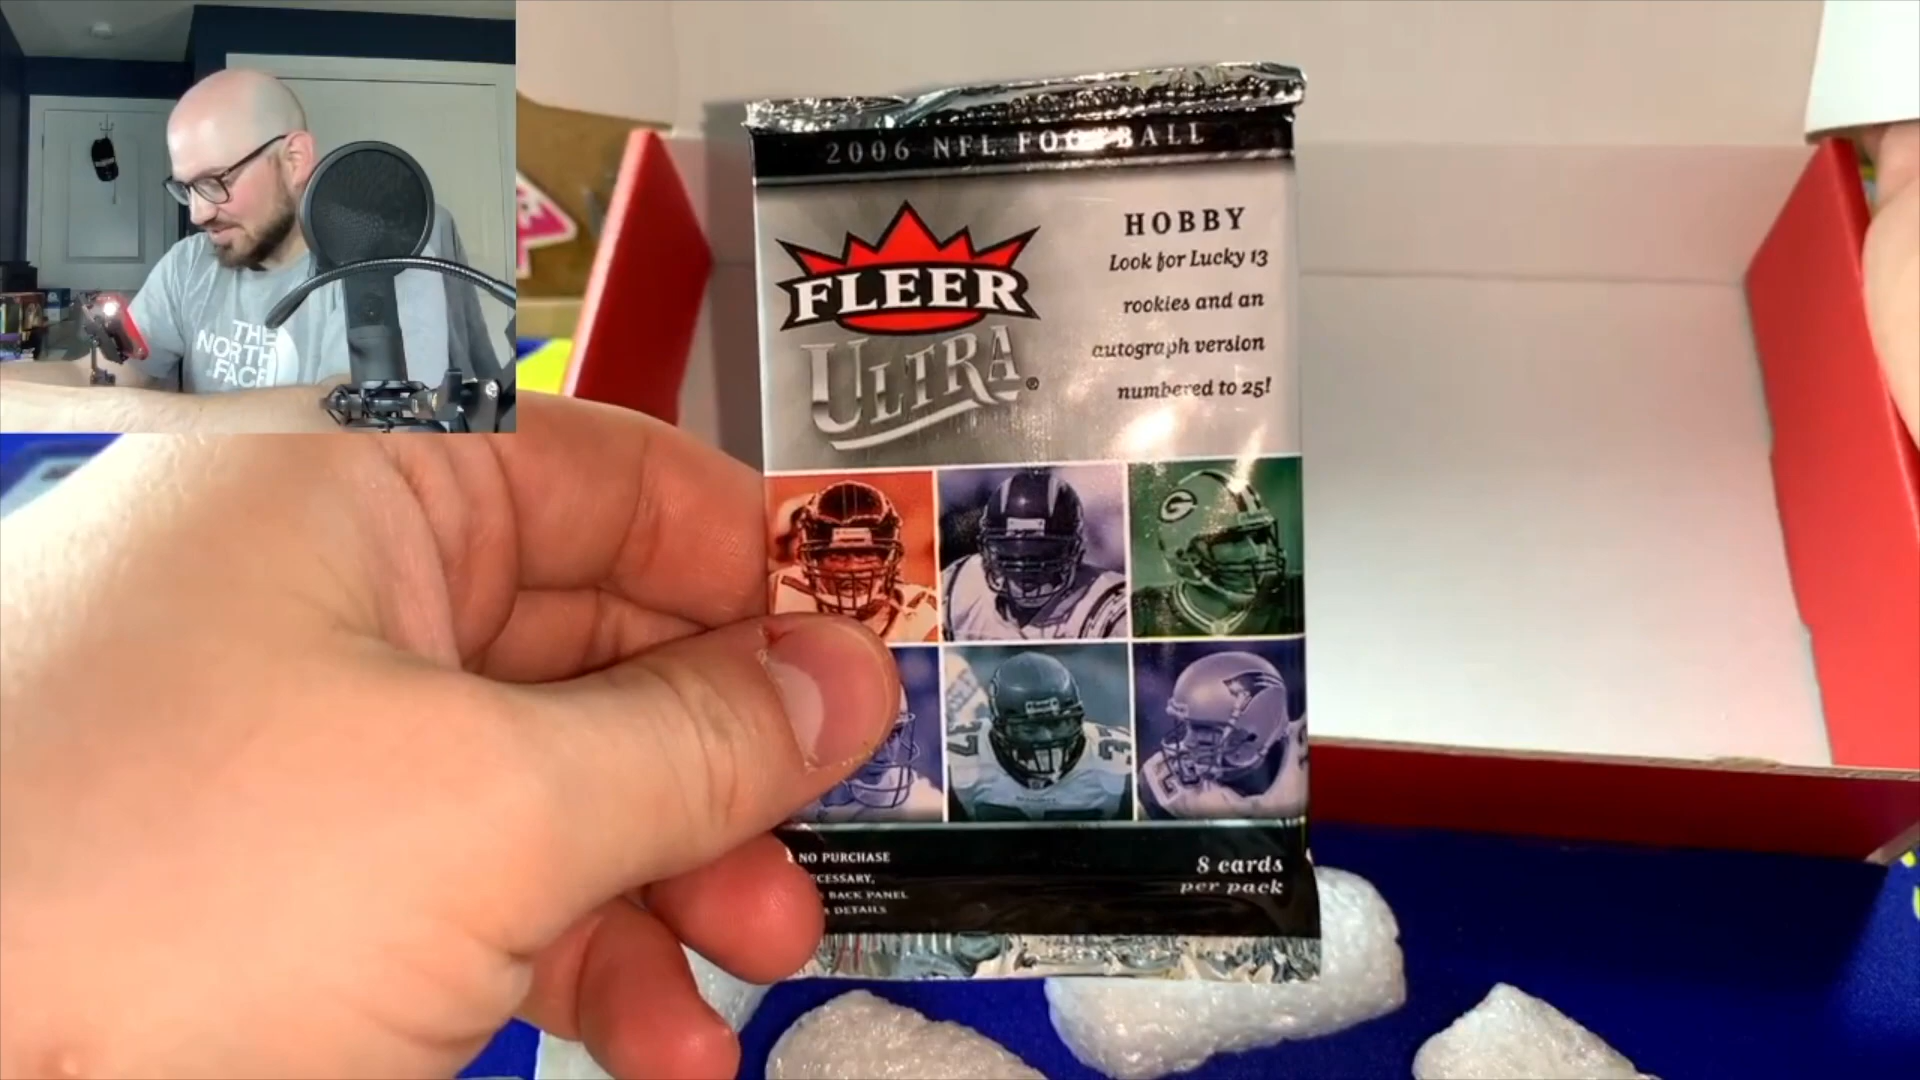 THE
NORTH
FACE
2006 NFL FOOTBALL
FLEER
ULTRA®
HOBBY
Look for Lucky 13
rookies and an
autograph version
numbered to 25!
G
37
NO PURCHASE
BACK PANEL
DETAILS
8 cards
per pack